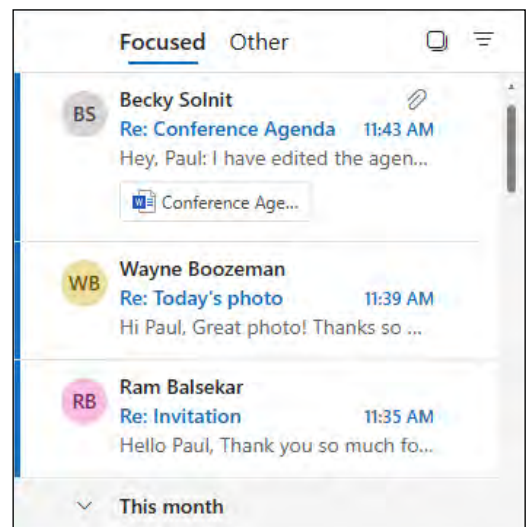 Focused Other
BS
Becky Solnit
Re: Conference Agenda 11:43 AM
Hey, Paul: I have edited the agen...
Conference Age...
WB
Wayne Boozeman
Re: Today's photo 11:39 AM
Hi Paul, Great photo! Thanks so ...
RB
Ram Balsekar
Re: Invitation 11:35 AM
Hello Paul, Thank you so much fo...
This month